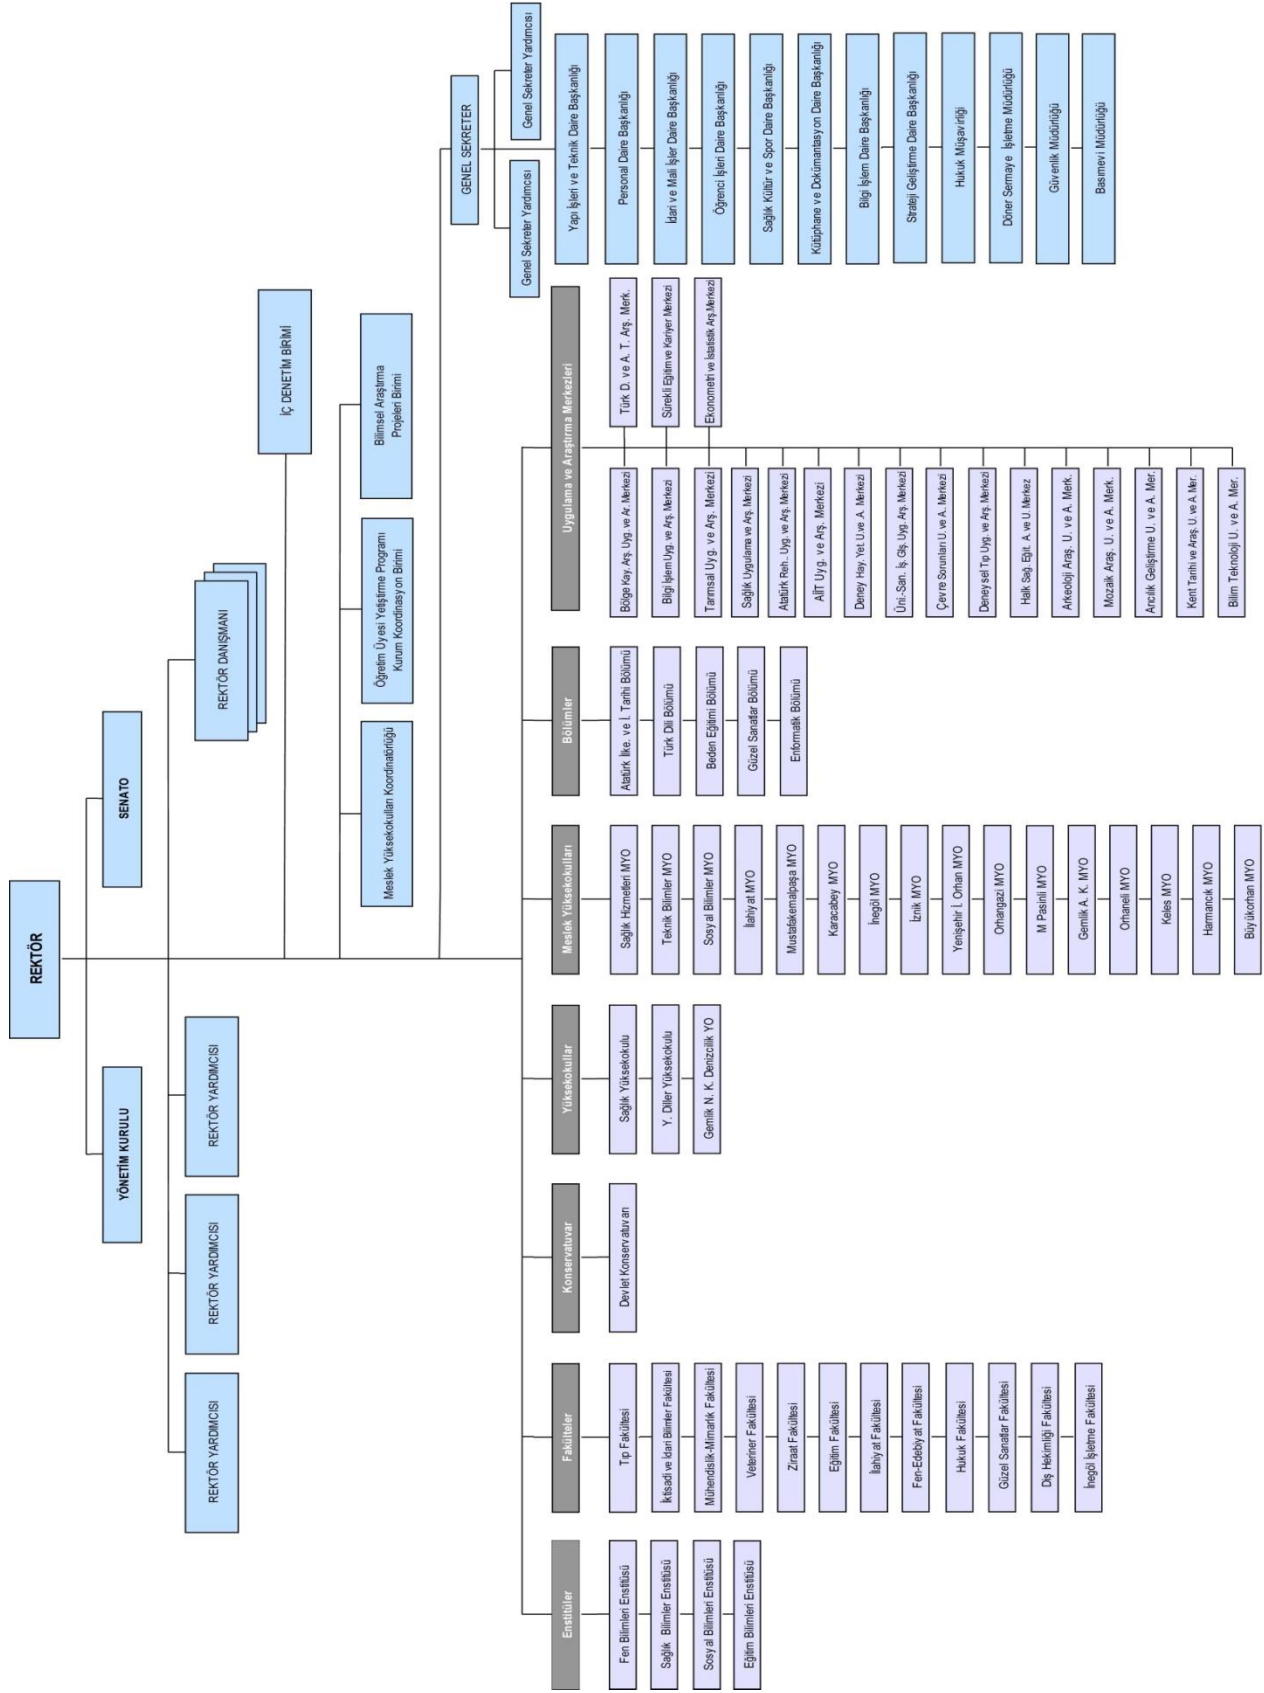 REKTÖR
YÖNETİM KURULU
SENATO
REKTÖR YARDIMCISI
REKTÖR YARDIMCISI
REKTÖR YARDIMCISI
REKTÖR DANIŞMANI
İÇ DENETİM BİRİMİ
Meslek Yüksekokulları Koordinatörlüğü
Öğretim Üyesi Yetiştirme Programı
Kurum Koordinasyon Birimi
Bilimsel Araştırma
Projeleri Birimi
GENEL SEKRETER
Genel Sekreter Yardımcısı
Genel Sekreter Yardımcısı
Yapı İşleri ve Teknik Daire Başkanlığı
Personal Daire Başkanlığı
İdari ve Mali İşler Daire Başkanlığı
Öğrenci İşleri Daire Başkanlığı
Sağlık Kültür ve Spor Daire Başkanlığı
Kütüphane ve Dokümantasyon Daire Başkanlığı
Bilgi İşlem Daire Başkanlığı
Strateji Geliştirme Daire Başkanlığı
Hukuk Müşavirliği
Döner Sermaye İşletme Müdürlüğü
Güvenlik Müdürlüğü
Basımevi Müdürlüğü
Enstitüler
Fen Bilimleri Enstitüsü
Sağlık Bilimler Enstitüsü
Sosyal Bilimleri Enstitüsü
Eğitim Bilimleri Enstitüsü
Fakülteler
Tıp Fakültesi
İktisadi ve İdari Bilimler Fakültesi
Mühendislik-Mimarlık Fakültesi
Veteriner Fakültesi
Ziraat Fakültesi
Eğitim Fakültesi
İlahiyat Fakültesi
Fen-Edebiyat Fakültesi
Hukuk Fakültesi
Güzel Sanatlar Fakültesi
Diş Hekimliği Fakültesi
İnegöl İşletme Fakültesi
Konservatuvar
Devlet Konservatuvarı
Yüksekokullar
Sağlık Yüksekokulu
Y. Diller Yüksekokulu
Gemlik N. K. Denizcilik YO
Meslek Yüksekokulları
Sağlık Hizmetleri MYO
Teknik Bilimler MYO
Sosyal Bilimler MYO
İlahiyat MYO
Mustafakemalpaşa MYO
Karacabey MYO
İnegöl MYO
İznik MYO
Yenişehir İ. Orhan MYO
Orhangazi MYO
M Pasinli MYO
Gemlik A. K. MYO
Orhaneli MYO
Keles MYO
Harmancık MYO
Büyükorhan MYO
Bölümler
Atatürk İlke. ve İ. Tarihi Bölümü
Türk Dili Bölümü
Beden Eğitimi Bölümü
Güzel Sanatlar Bölümü
Enformatik Bölümü
Uygulama ve Araştırma Merkezleri
Bölge Kay. Arş. Uyg. ve Ar. Merkezi
Türk D. ve A. T. Arş. Merk.
Bilgi İşlem Uyg. ve Arş. Merkezi
Sürekli Eğitim ve Kariyer Merkezi
Tarımsal Uyg. ve Arş. Merkezi
Ekonometri ve İstatistik Arş.Merkezi
Sağlık Uygulama ve Arş. Merkezi
Atatürk Reh.. Uyg. ve Arş. Merkezi
AİİT Uyg. ve Arş. Merkezi
Deney Hay. Yet. U.ve .A. Merkezi
Üni.-San. İş. Glş. Uyg. Arş. Merkezi
Çevre Sorunları U. ve A. Merkezi
Deneysel Tıp Uyg. ve Arş. Merkezi
Halk Sağ. Eğit. A. ve U. Merkez
Arkeoloji Araş. U. ve A. Merk.
Mozaik Araş. U. ve A. Merk.
Arıcılık Geliştirme U. ve A. Mer.
Kent Tarihi ve Araş. U. ve A. Mer.
Bilim Teknoloji U. ve A. Mer.